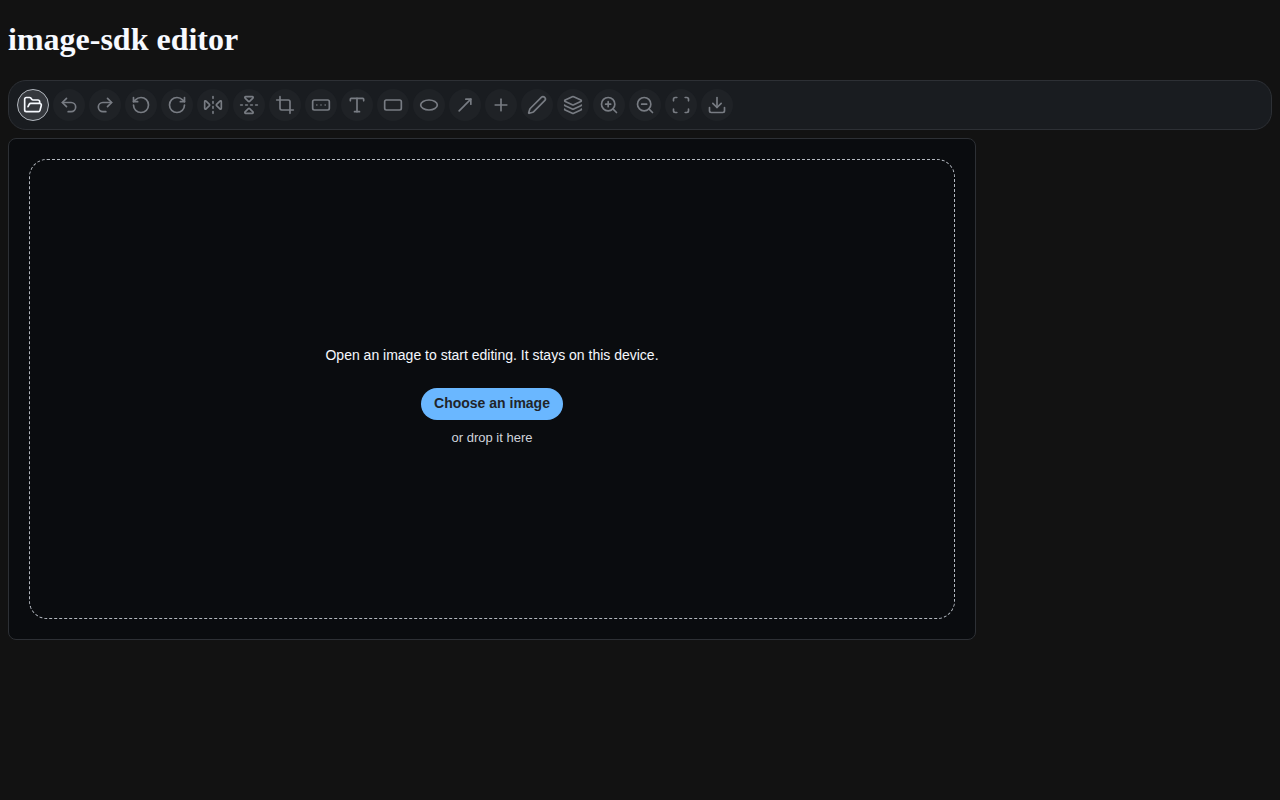 image-sdk editor
Open an image to start editing. It stays on this device.
Choose an image
or drop it here